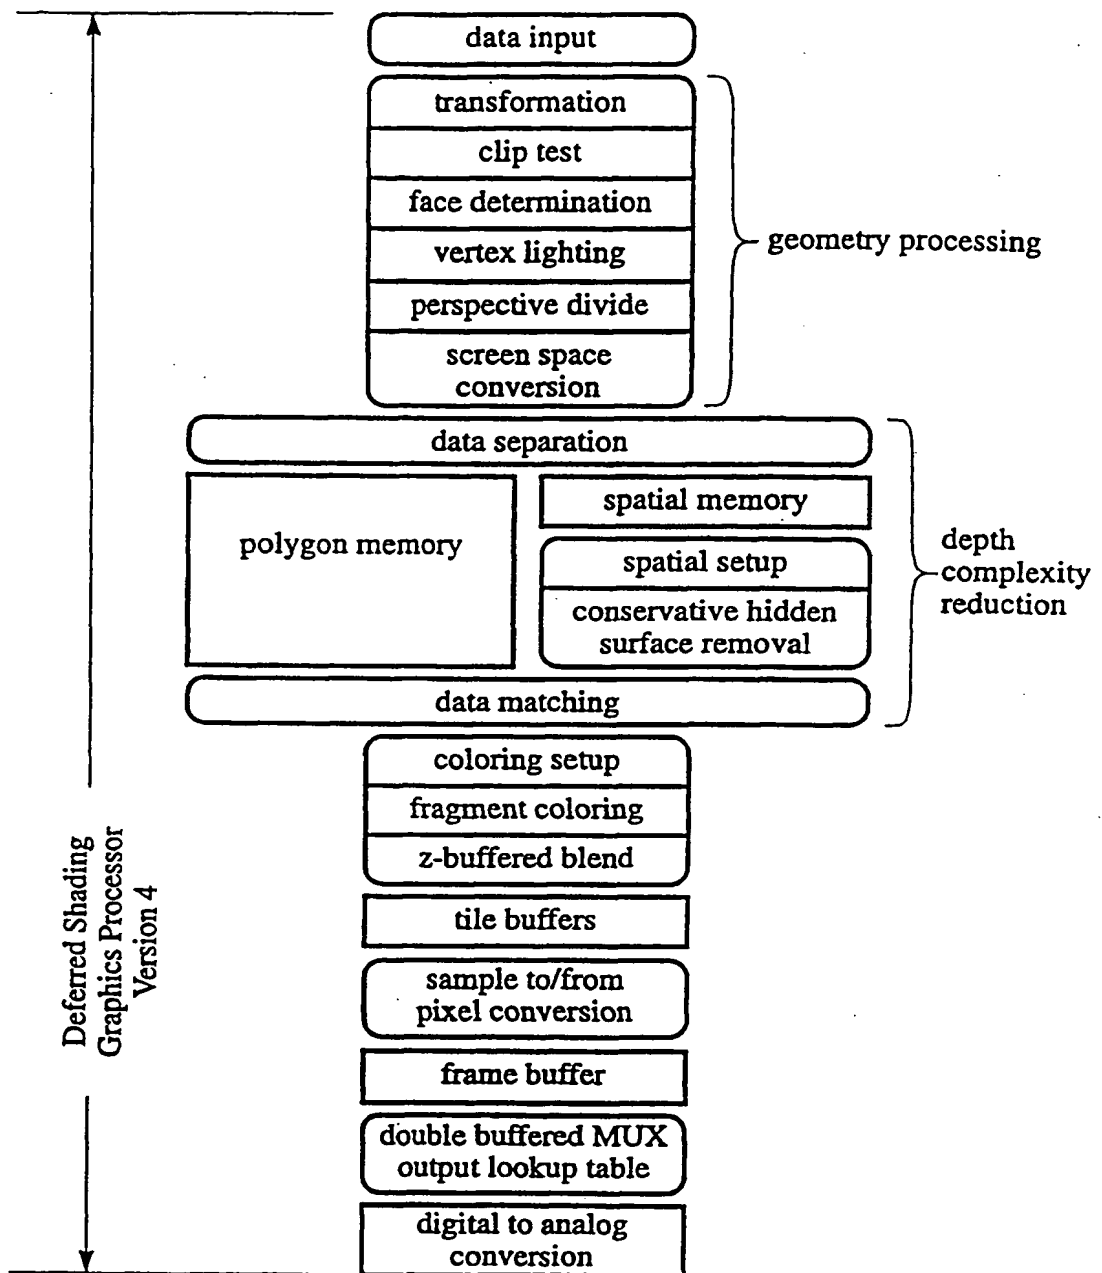 data input
transformation
clip test
face determination
vertex lighting
perspective divide
screen space
conversion
geometry processing
data separation
polygon memory
spatial memory
spatial setup
conservative hidden
surface removal
depth
complexity
reduction
data matching
coloring setup
fragment coloring
z-buffered blend
tile buffers
sample to/from
pixel conversion
frame buffer
double buffered MUX
output lookup table
digital to analog
conversion
Deferred Shading
Graphics Processor
Version 4